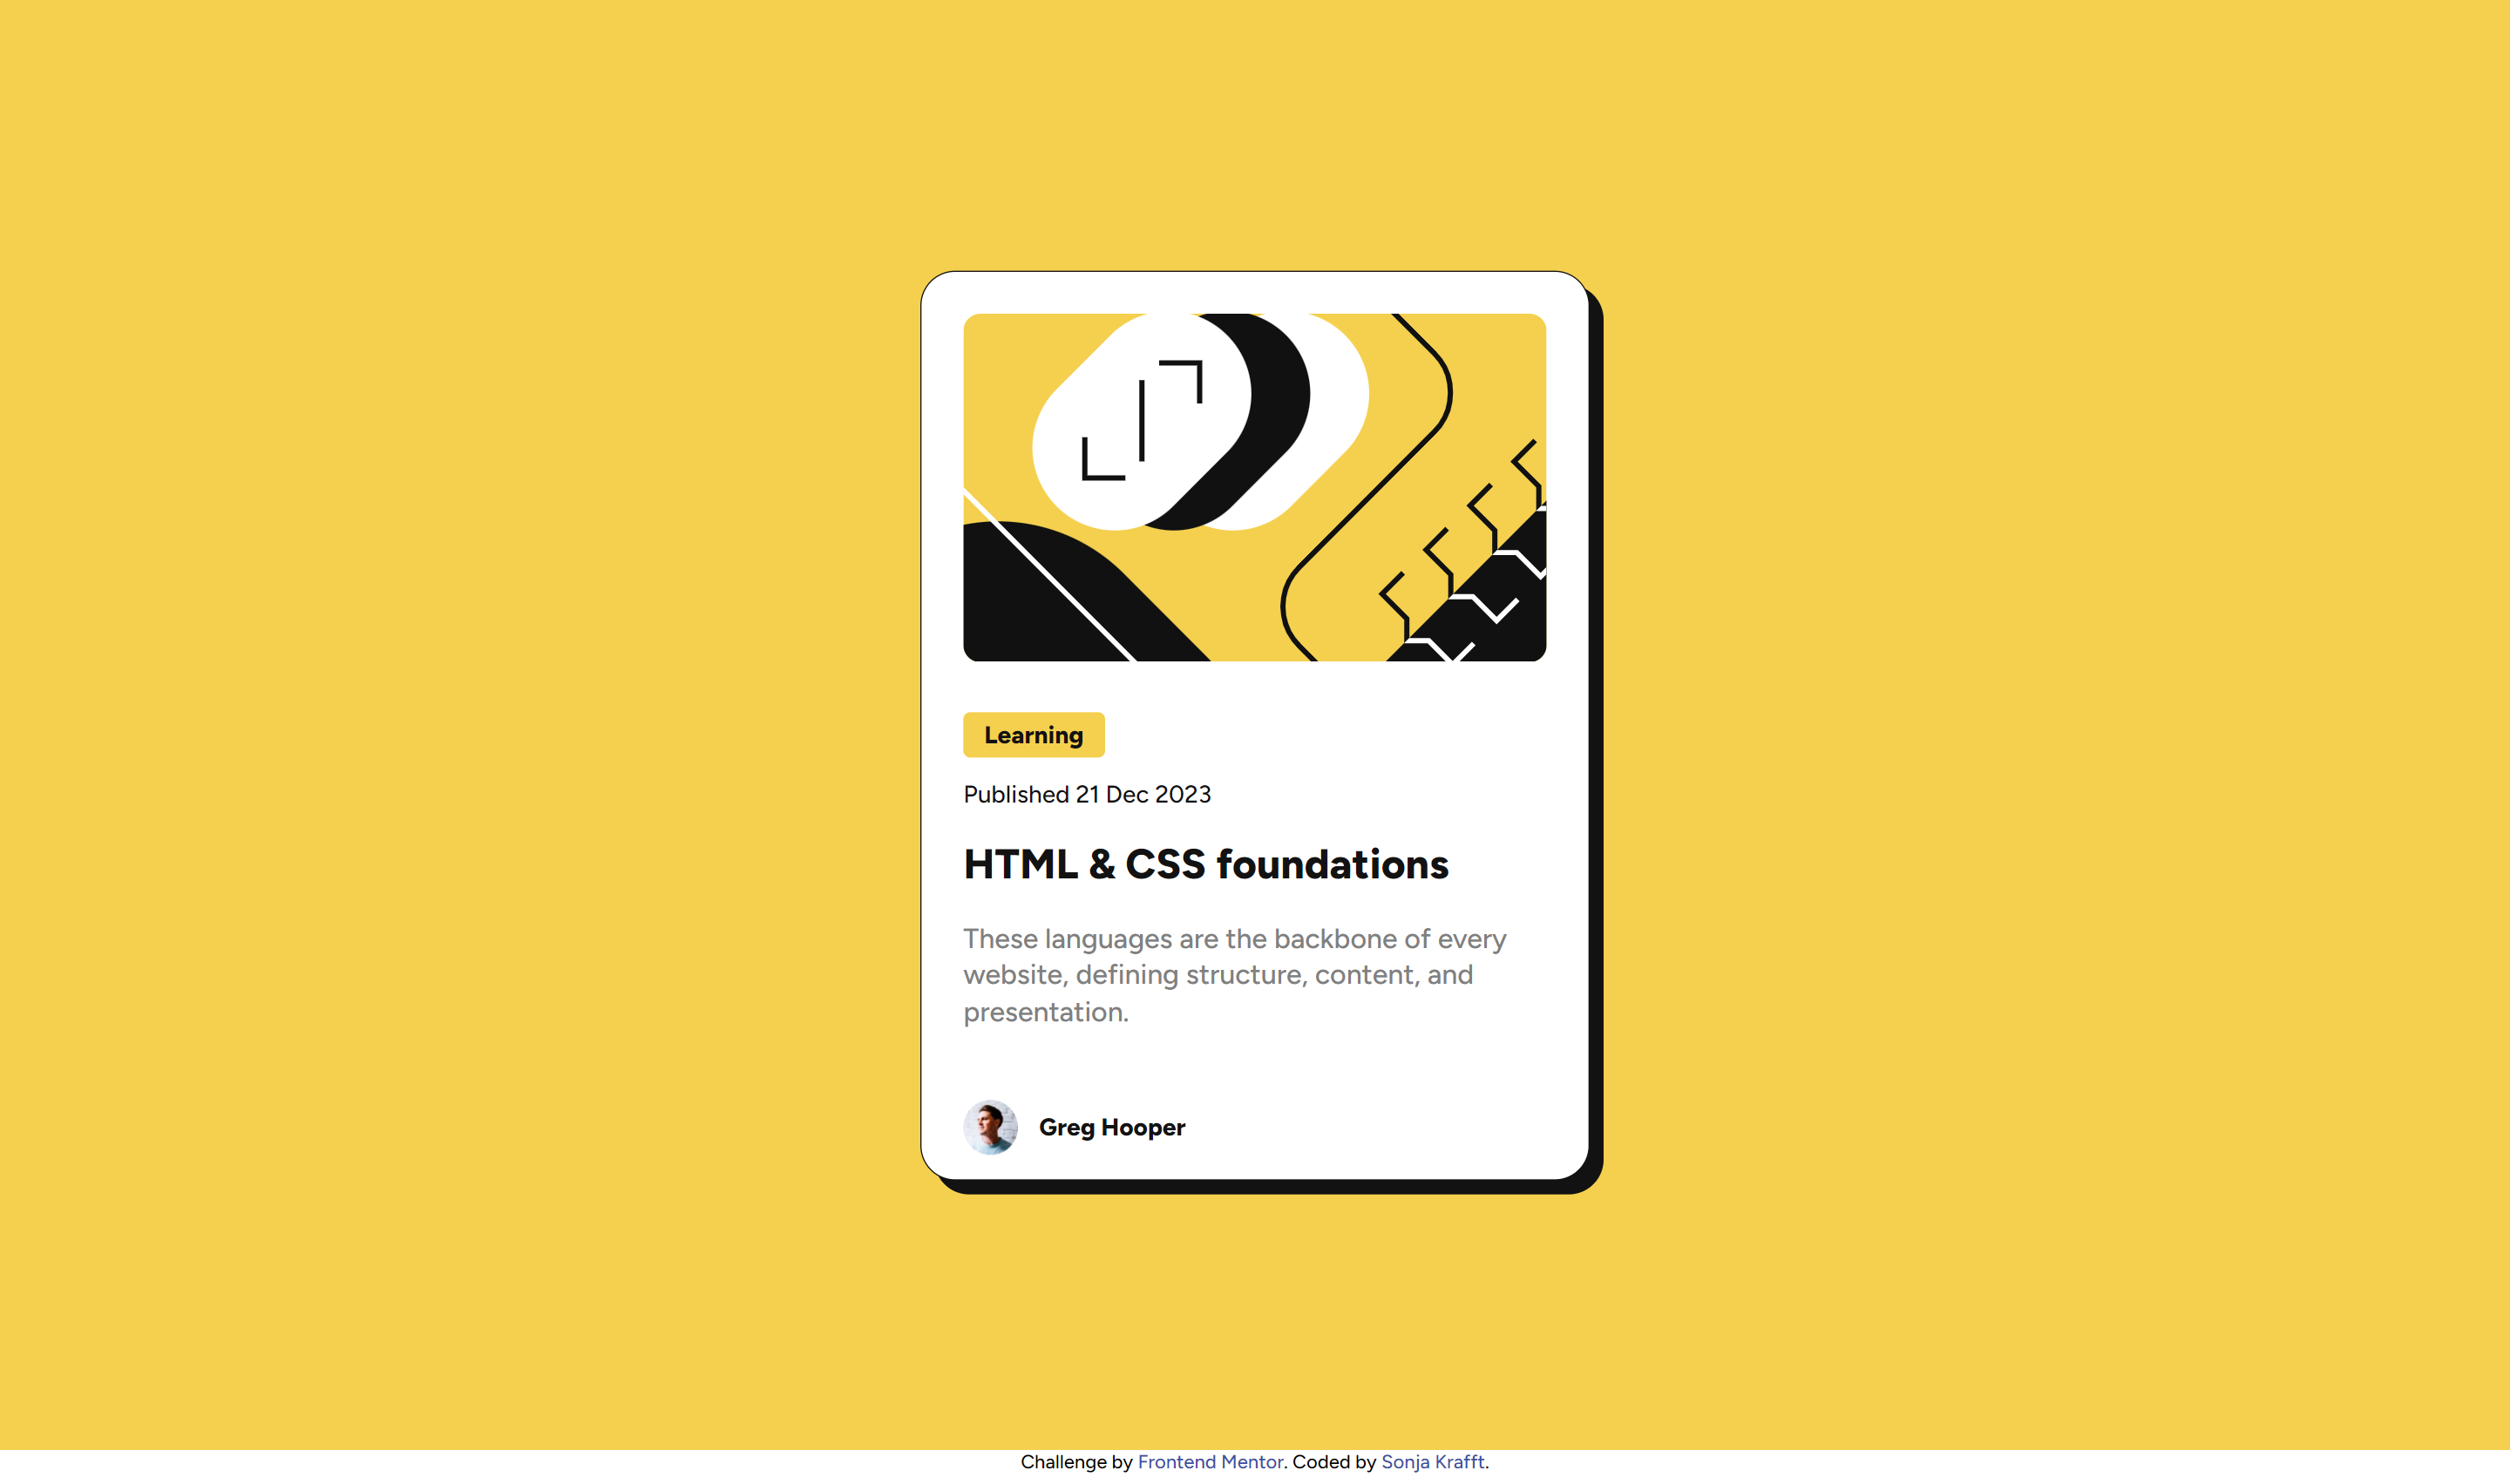 Learning
Published 21 Dec 2023
HTML & CSS foundations
These languages are the backbone of every
website, defining structure, content, and
presentation.
Greg Hooper
Challenge by Frontend Mentor. Coded by Sonja Krafft.